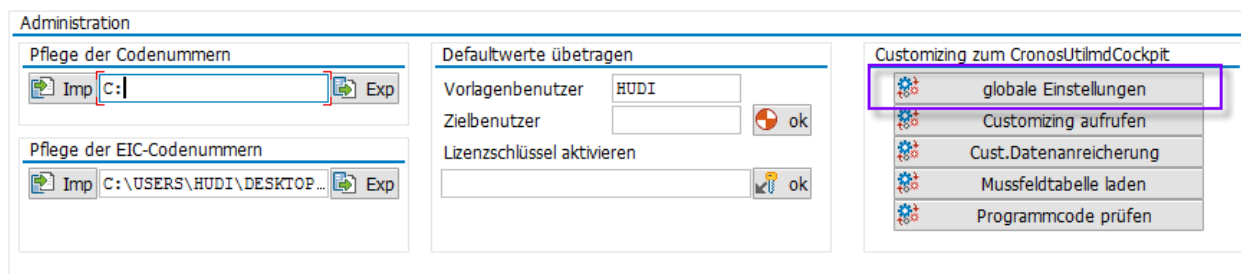 Administration
Pflege der Codenummern
Imp C: Exp
Pflege der EIC-Codenummern
Imp C:\USERS\HUDI\DESKTOP... Exp
Defaultwerte übetragen
Vorlagenbenutzer HUDI
Zielbenutzer ok
Lizenzschlüssel aktivieren
ok
Customizing zum CronosUtilmdCockpit
globale Einstellungen
Customizing aufrufen
Cust.Datenanreicherung
Mussfeldtabelle laden
Programmcode prüfen